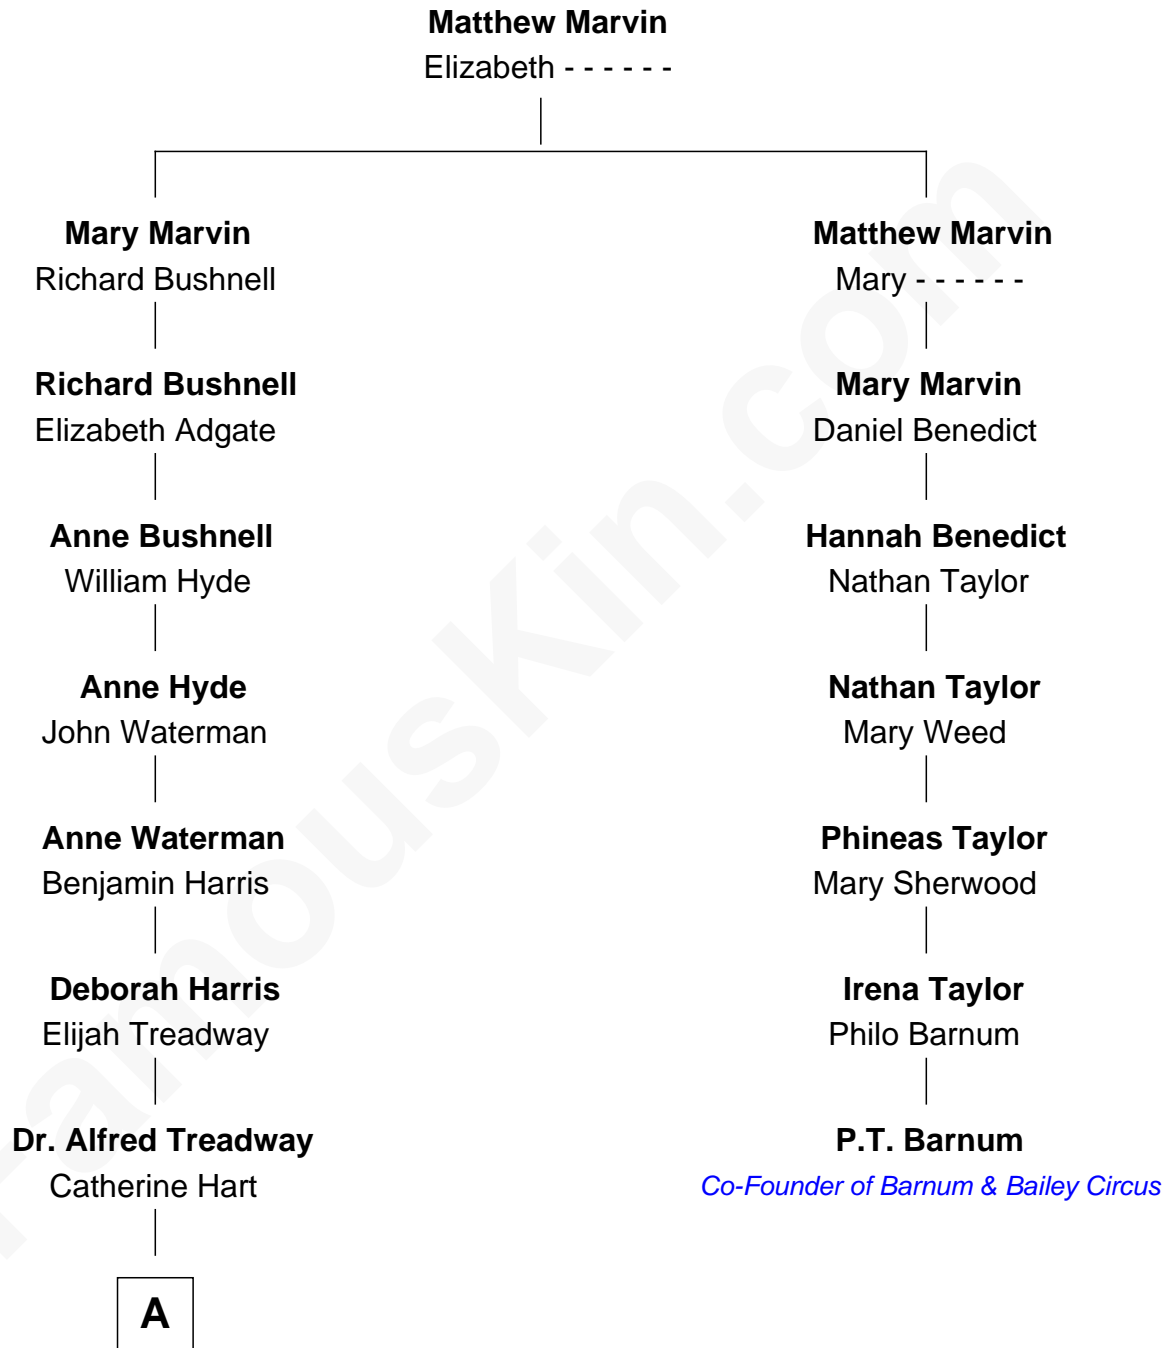 Matthew Marvin
Elizabeth - - - - - -
Mary Marvin
Richard Bushnell
Matthew Marvin
Mary - - - - - -
Richard Bushnell
Elizabeth Adgate
Mary Marvin
Daniel Benedict
Anne Bushnell
William Hyde
Hannah Benedict
Nathan Taylor
Anne Hyde
John Waterman
Nathan Taylor
Mary Weed
Anne Waterman
Benjamin Harris
Phineas Taylor
Mary Sherwood
Deborah Harris
Elijah Treadway
Irena Taylor
Philo Barnum
Dr. Alfred Treadway
Catherine Hart
P.T. Barnum
Co-Founder of Barnum & Bailey Circus
A
FamousKin.com